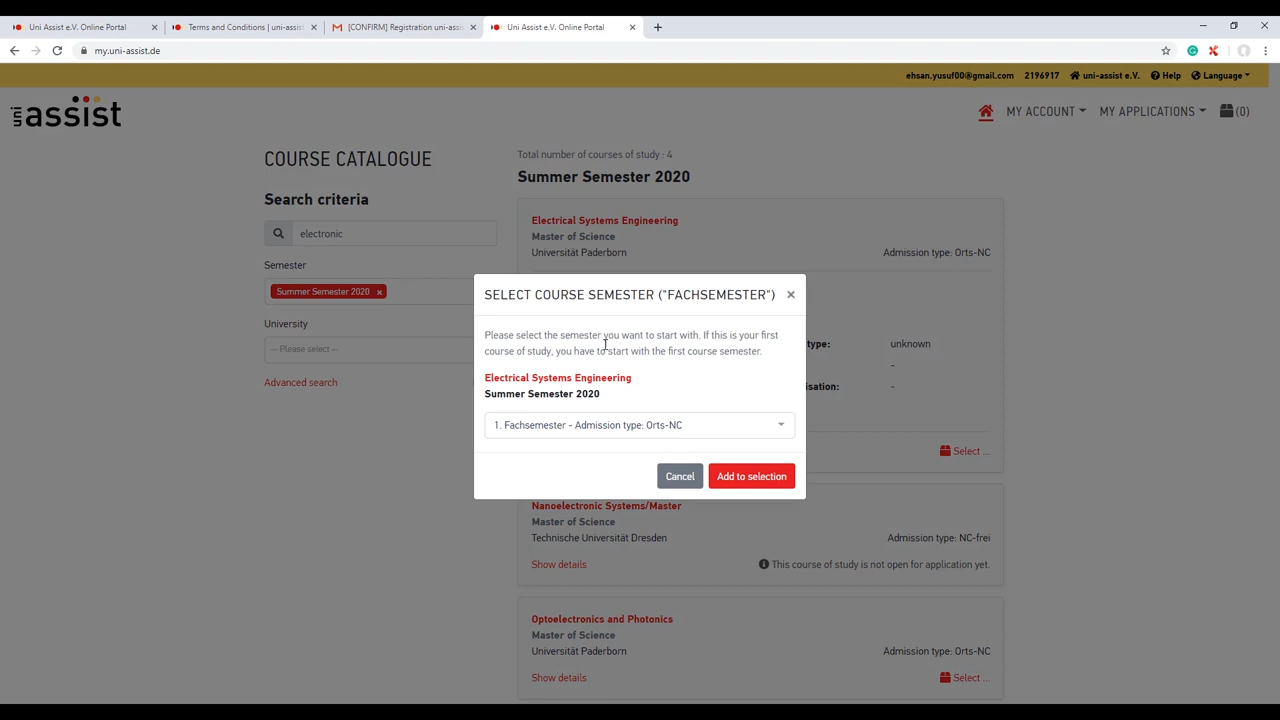 Uni Assist e.V. Online Portal
Terms and Conditions | uni-assis
[CONFIRM] Registration uni-assis
Uni Assist e.V. Online Portal
my.uni-assist.de
ehsan.yusuf00@gmail.com 2196917 uni-assist e.V. Help Language
uni assist
MY ACCOUNT MY APPLICATIONS (0)
COURSE CATALOGUE
Search criteria
electronic
Semester
Summer Semester 2020 ×
University
--- Please select ---
Advanced search
Total number of courses of study : 4
Summer Semester 2020
Electrical Systems Engineering
Master of Science
Universität Paderborn Admission type: Orts-NC
type: unknown
-
isation: -
Select ...
SELECT COURSE SEMESTER ("FACHSEMESTER") ×
Please select the semester you want to start with. If this is your first
course of study, you have to start with the first course semester.
Electrical Systems Engineering
Summer Semester 2020
1. Fachsemester - Admission type: Orts-NC
Cancel Add to selection
Nanoelectronic Systems/Master
Master of Science
Technische Universität Dresden Admission type: NC-frei
Show details This course of study is not open for application yet.
Optoelectronics and Photonics
Master of Science
Universität Paderborn Admission type: Orts-NC
Show details Select ...